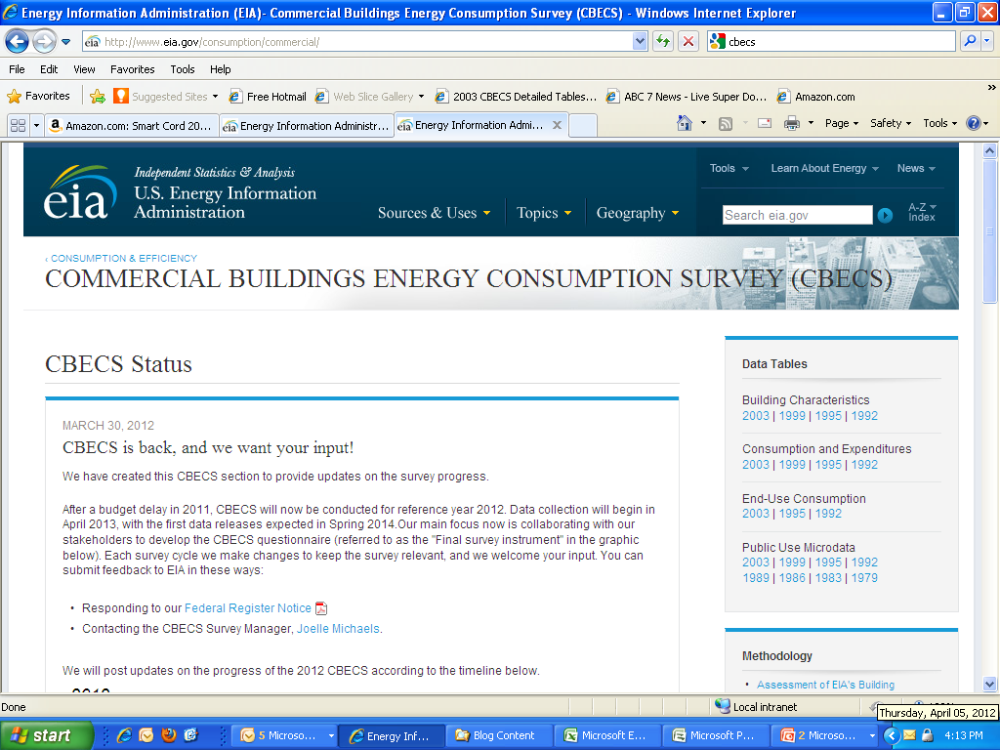 Energy Information Administration (EIA)- Commercial Buildings Energy Consumption Survey (CBECS) - Windows Internet Explorer
eia http://www.eia.gov/consumption/commercial/
cbecs
File Edit View Favorites Tools Help
Favorites Suggested Sites Free Hotmail Web Slice Gallery 2003 CBECS Detailed Tables... ABC 7 News - Live Super Do... Amazon.com »
Amazon.com: Smart Cord 20... eia Energy Information Administr... eia Energy Information Admi... Page Safety Tools
eia
Independent Statistics & Analysis
U.S. Energy Information
Administration
Sources & Uses Topics Geography
Tools Learn About Energy News
Search eia.gov
A-Z
Index
‹ CONSUMPTION & EFFICIENCY
COMMERCIAL BUILDINGS ENERGY CONSUMPTION SURVEY (CBECS)
CBECS Status
MARCH 30, 2012
CBECS is back, and we want your input!
We have created this CBECS section to provide updates on the survey progress.
After a budget delay in 2011, CBECS will now be conducted for reference year 2012. Data collection will begin in
April 2013, with the first data releases expected in Spring 2014.Our main focus now is collaborating with our
stakeholders to develop the CBECS questionnaire (referred to as the "Final survey instrument" in the graphic
below). Each survey cycle we make changes to keep the survey relevant, and we welcome your input. You can
submit feedback to EIA in these ways:
• Responding to our Federal Register Notice
• Contacting the CBECS Survey Manager, Joelle Michaels.
We will post updates on the progress of the 2012 CBECS according to the timeline below.
Data Tables
Building Characteristics
2003 | 1999 | 1995 | 1992
Consumption and Expenditures
2003 | 1999 | 1995 | 1992
End-Use Consumption
2003 | 1995 | 1992
Public Use Microdata
2003 | 1999 | 1995 | 1992
1989 | 1986 | 1983 | 1979
Methodology
• Assessment of EIA's Building
Done
Local intranet
Thursday, April 05, 2012
start
5 Microso...
Energy Inf...
Blog Content
Microsoft E...
Microsoft P...
2 Microso...
4:13 PM